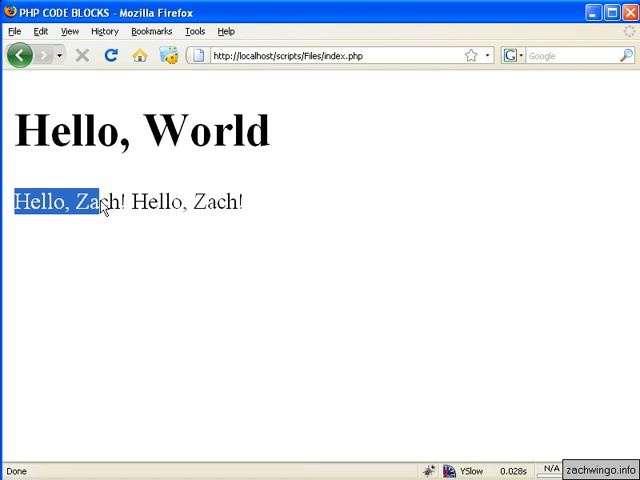 PHP CODE BLOCKS - Mozilla Firefox
File Edit View History Bookmarks Tools Help
http://localhost/scripts/Files/index.php
Google
Hello, World
Hello, Zach! Hello, Zach!
Done YSlow 0.028s N/A zachwingo.info